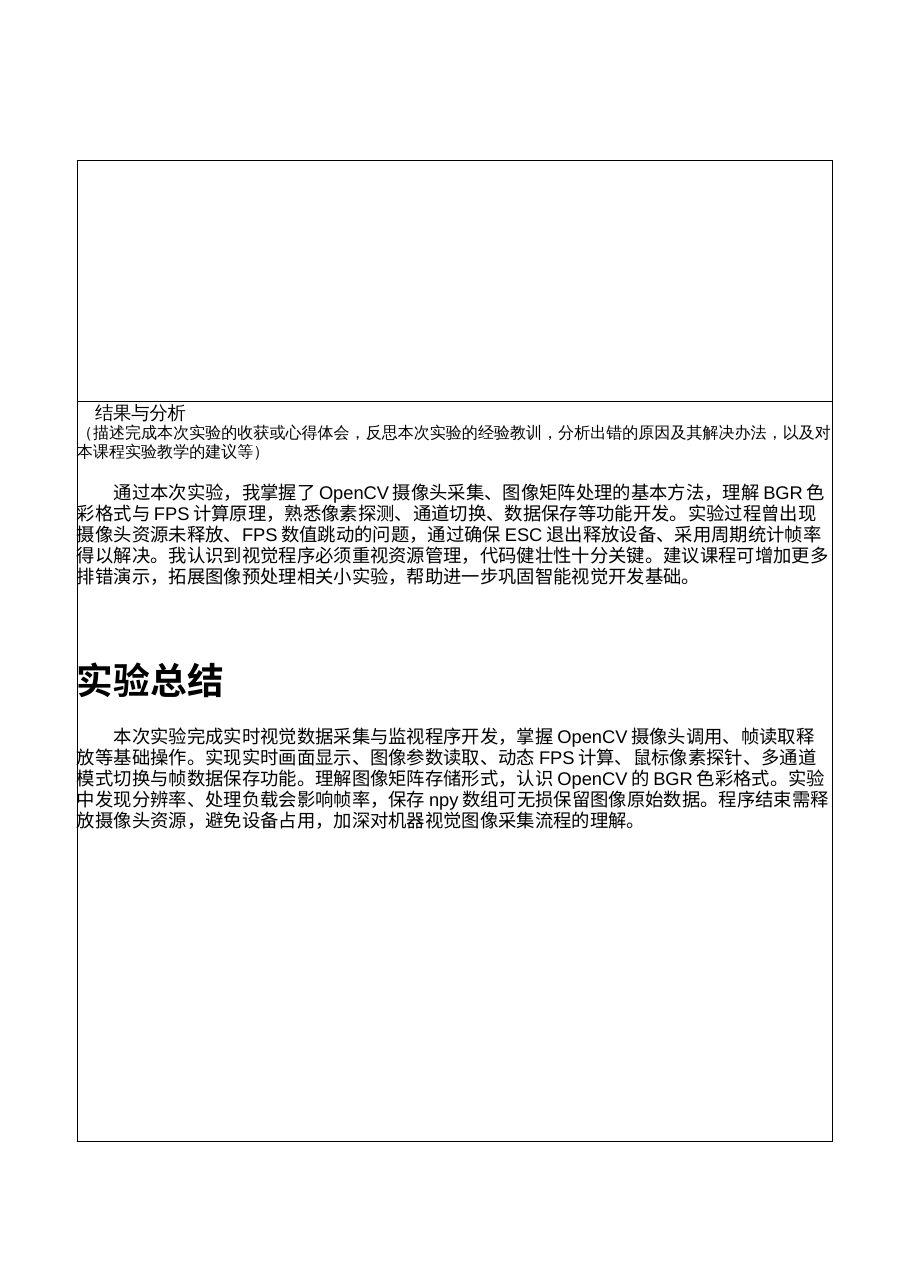 结果与分析
（描述完成本次实验的收获或心得体会，反思本次实验的经验教训，分析出错的原因及其解决办法，以及对
本课程实验教学的建议等）
通过本次实验，我掌握了 OpenCV 摄像头采集、图像矩阵处理的基本方法，理解 BGR 色
彩格式与 FPS 计算原理，熟悉像素探测、通道切换、数据保存等功能开发。实验过程曾出现
摄像头资源未释放、FPS 数值跳动的问题，通过确保 ESC 退出释放设备、采用周期统计帧率
得以解决。我认识到视觉程序必须重视资源管理，代码健壮性十分关键。建议课程可增加更多
排错演示，拓展图像预处理相关小实验，帮助进一步巩固智能视觉开发基础。
实验总结
本次实验完成实时视觉数据采集与监视程序开发，掌握 OpenCV 摄像头调用、帧读取释
放等基础操作。实现实时画面显示、图像参数读取、动态 FPS 计算、鼠标像素探针、多通道
模式切换与帧数据保存功能。理解图像矩阵存储形式，认识 OpenCV 的 BGR 色彩格式。实验
中发现分辨率、处理负载会影响帧率，保存 npy 数组可无损保留图像原始数据。程序结束需释
放摄像头资源，避免设备占用，加深对机器视觉图像采集流程的理解。